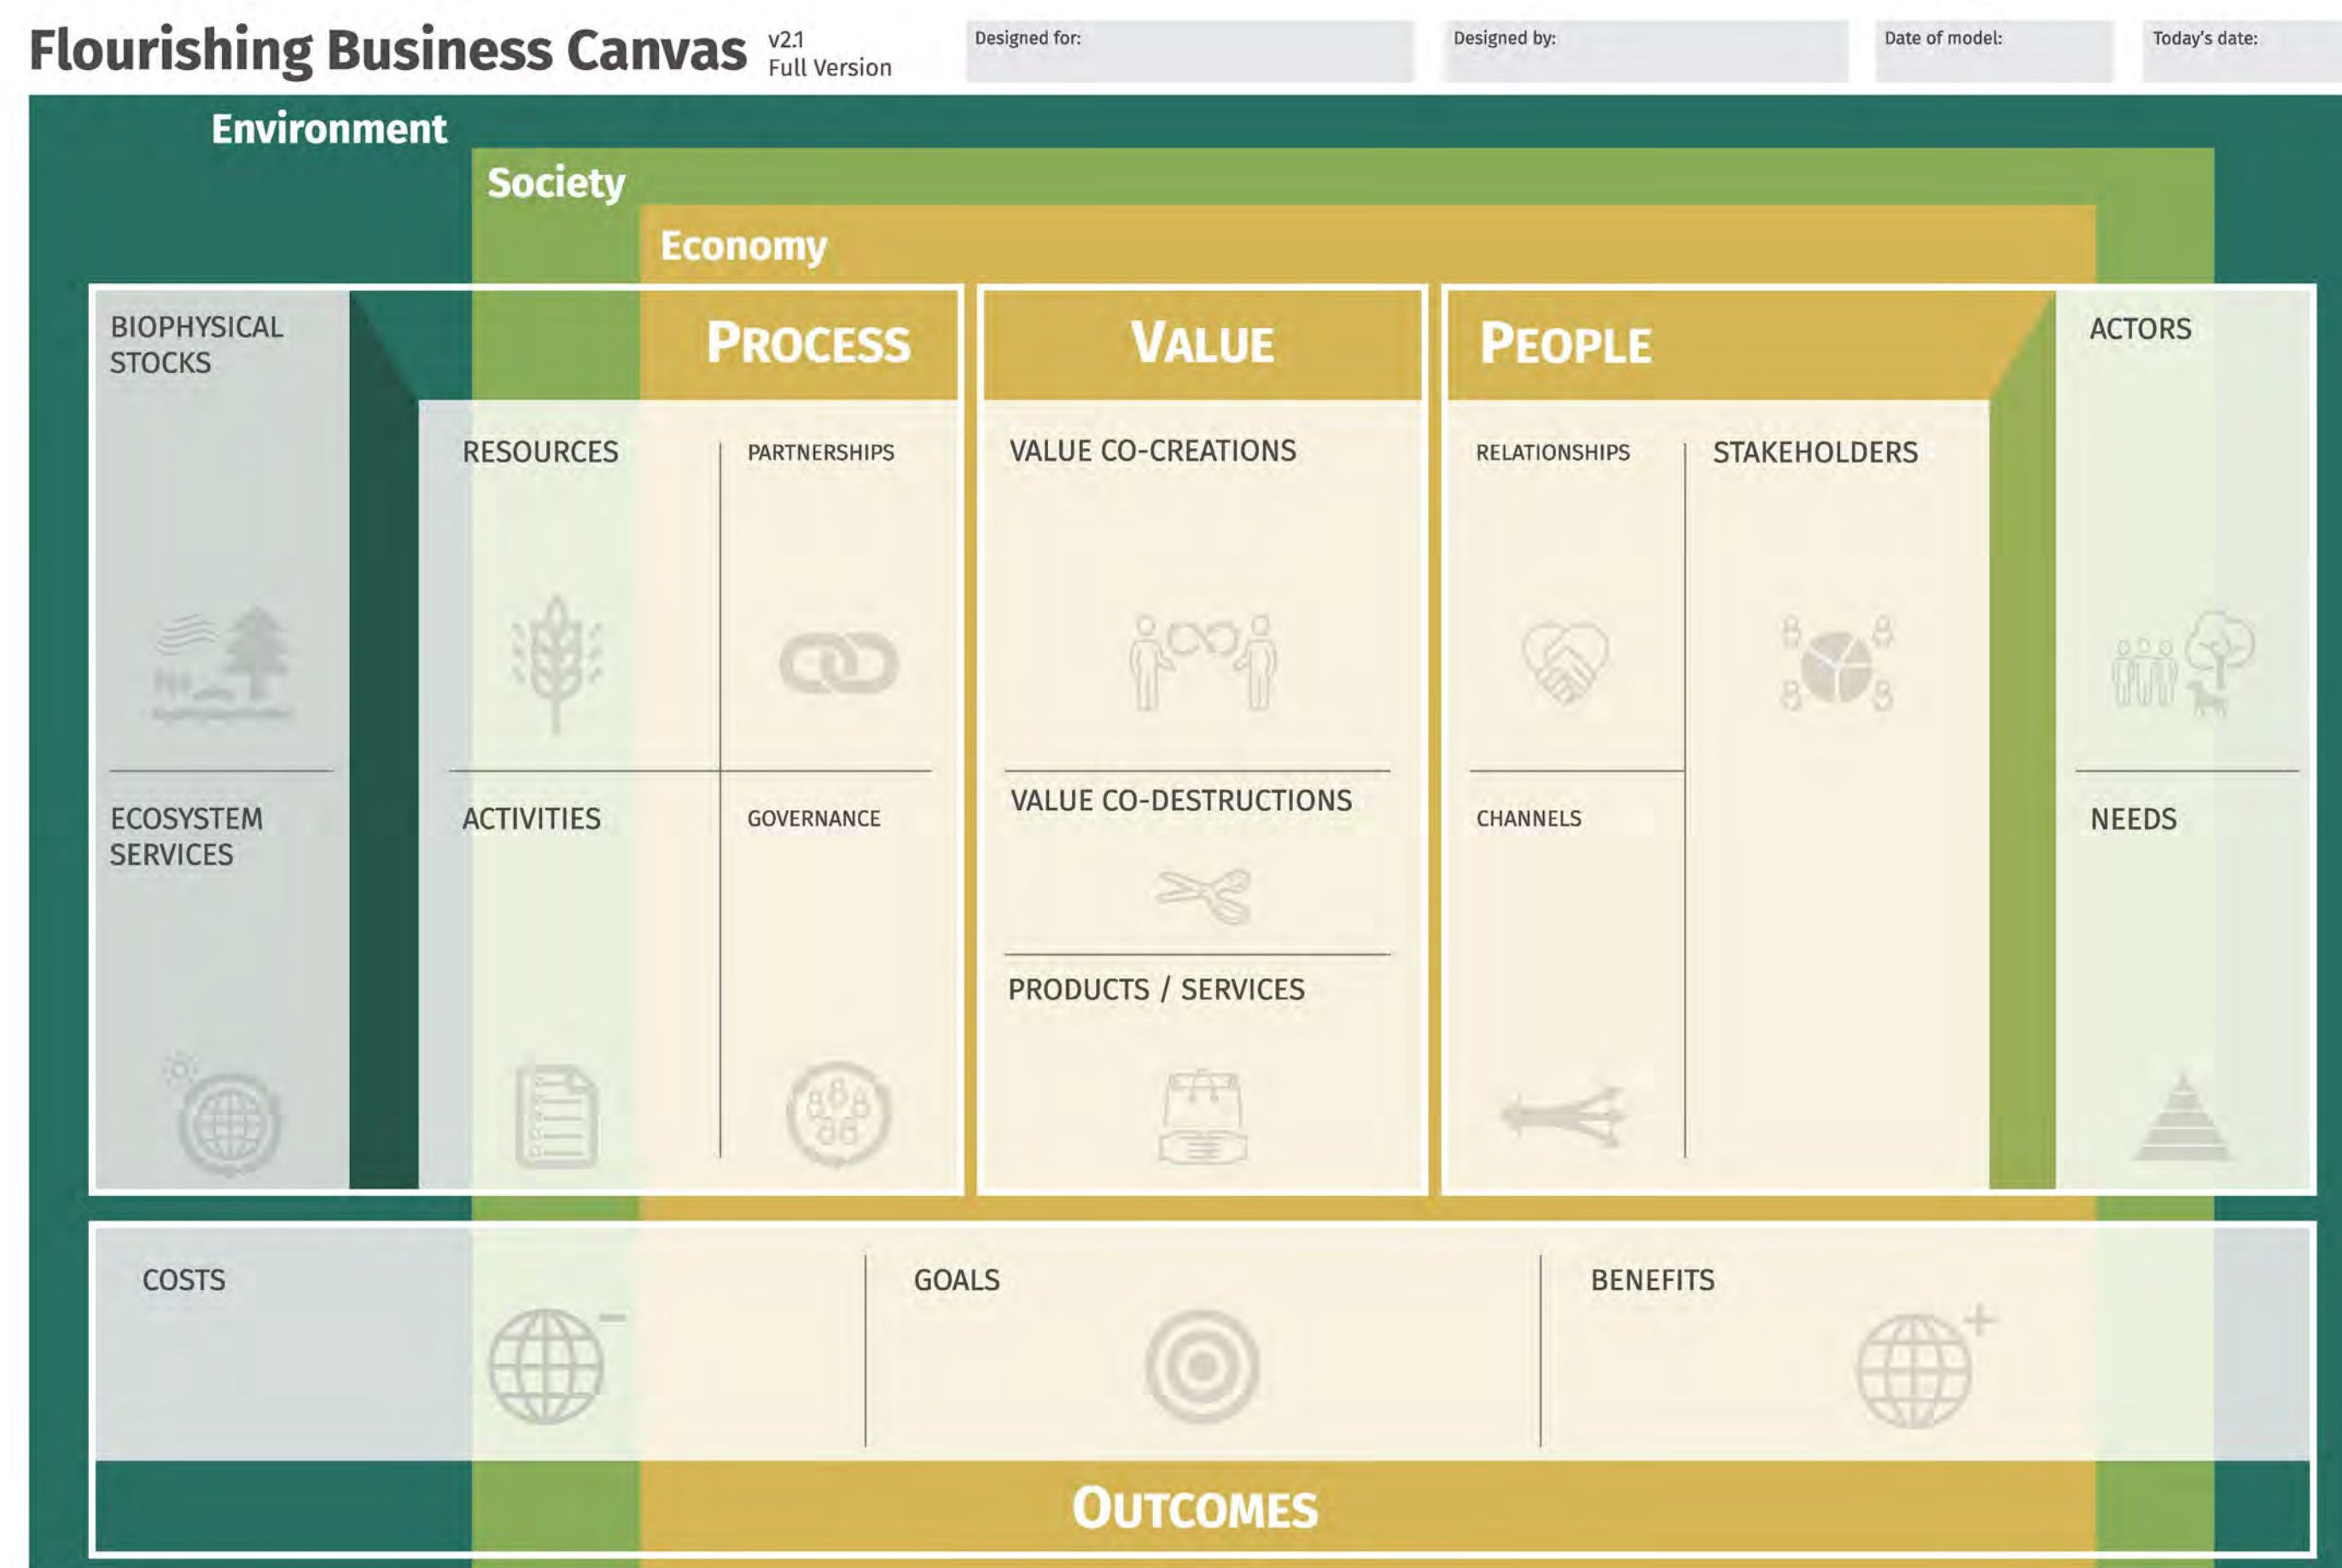 Flourishing Business Canvas
v2.1
Full Version
Designed for:
Designed by:
Date of model:
Today's date:
Environment
Society
Economy
PROCESS
VALUE
PEOPLE
BIOPHYSICAL
STOCKS
RESOURCES
PARTNERSHIPS
VALUE CO-CREATIONS
RELATIONSHIPS
STAKEHOLDERS
ACTORS
ECOSYSTEM
SERVICES
ACTIVITIES
GOVERNANCE
VALUE CO-DESTRUCTIONS
PRODUCTS / SERVICES
CHANNELS
NEEDS
COSTS
GOALS
BENEFITS
OUTCOMES